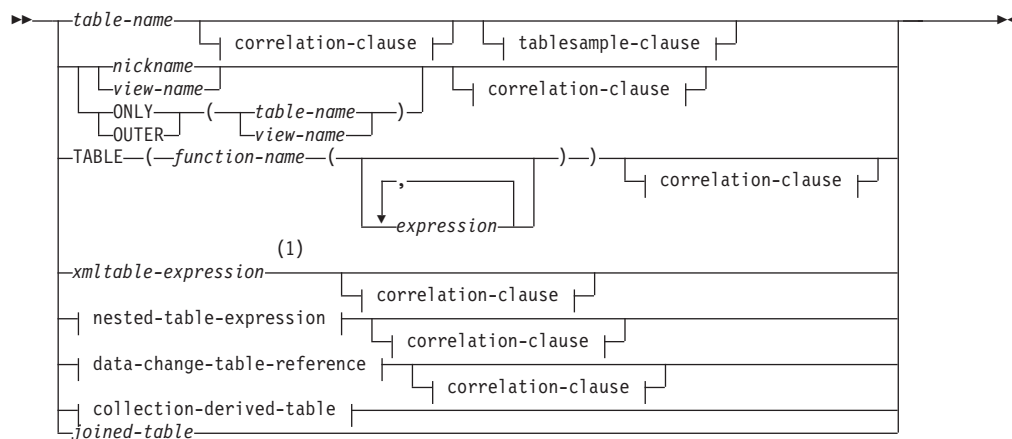 table-name
correlation-clause tablesample-clause
nickname
view-name correlation-clause
ONLY ( table-name )
OUTER view-name
TABLE ( function-name ( ) )
, correlation-clause
expression
(1)
xmltable-expression
correlation-clause
nested-table-expression
correlation-clause
data-change-table-reference
correlation-clause
collection-derived-table
joined-table